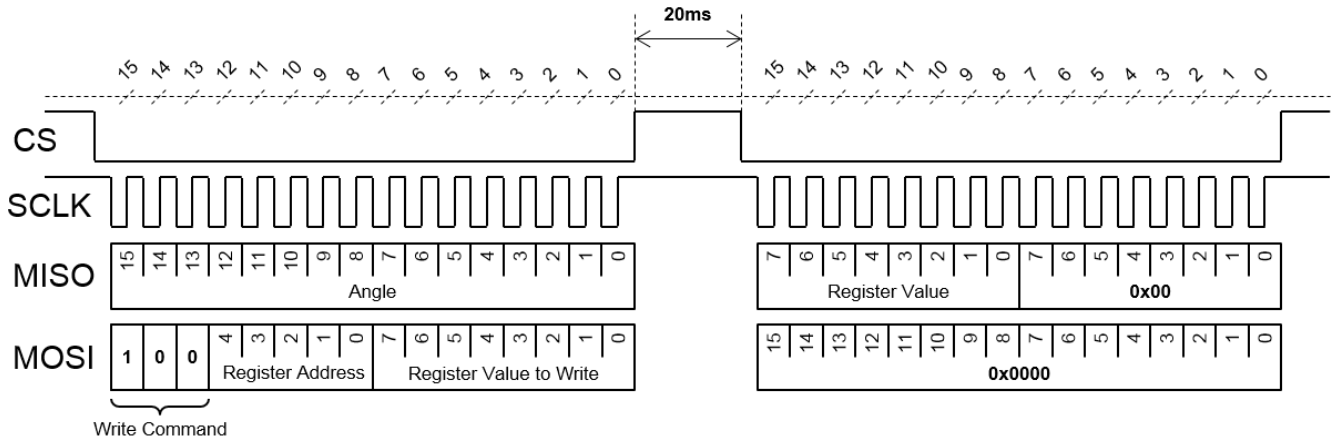 20ms
15 14 13 12 11 10 9 8 7 6 5 4 3 2 1 0 15 14 13 12 11 10 9 8 7 6 5 4 3 2 1 0
CS
SCLK
MISO 15 14 13 12 11 10 9 8 7 6 5 4 3 2 1 0 7 6 5 4 3 2 1 0 7 6 5 4 3 2 1 0
Angle Register Value 0x00
MOSI 1 0 0 4 3 2 1 0 7 6 5 4 3 2 1 0 15 14 13 12 11 10 9 8 7 6 5 4 3 2 1 0
Register Address Register Value to Write 0x0000
Write Command